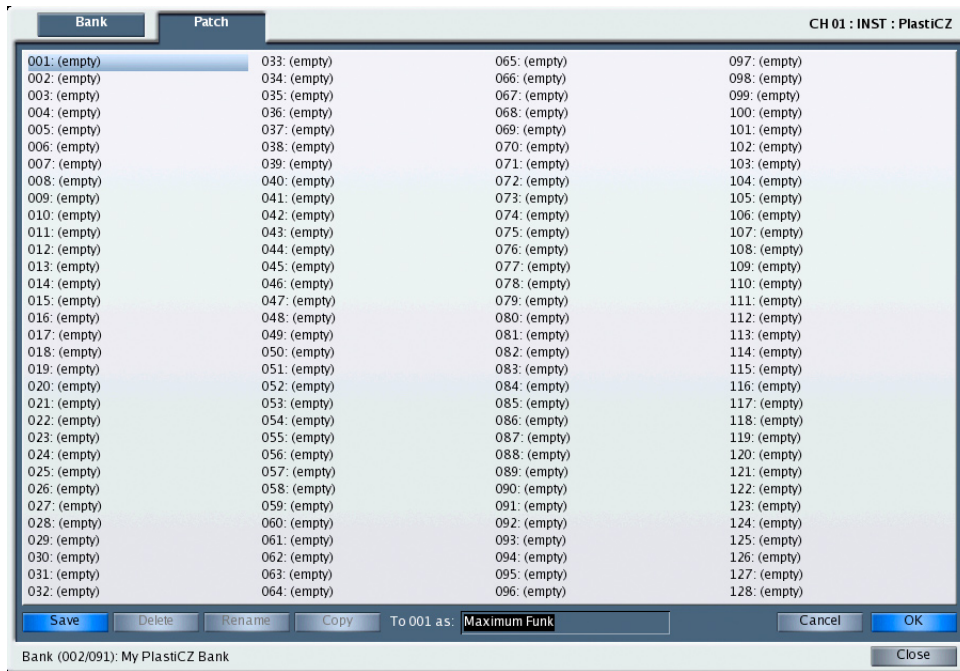 Bank Patch CH 01 : INST : PlastiCZ
001: (empty) 033: (empty) 065: (empty) 097: (empty)
002: (empty) 034: (empty) 066: (empty) 098: (empty)
003: (empty) 035: (empty) 067: (empty) 099: (empty)
004: (empty) 036: (empty) 068: (empty) 100: (empty)
005: (empty) 037: (empty) 069: (empty) 101: (empty)
006: (empty) 038: (empty) 070: (empty) 102: (empty)
007: (empty) 039: (empty) 071: (empty) 103: (empty)
008: (empty) 040: (empty) 072: (empty) 104: (empty)
009: (empty) 041: (empty) 073: (empty) 105: (empty)
010: (empty) 042: (empty) 074: (empty) 106: (empty)
011: (empty) 043: (empty) 075: (empty) 107: (empty)
012: (empty) 044: (empty) 076: (empty) 108: (empty)
013: (empty) 045: (empty) 077: (empty) 109: (empty)
014: (empty) 046: (empty) 078: (empty) 110: (empty)
015: (empty) 047: (empty) 079: (empty) 111: (empty)
016: (empty) 048: (empty) 080: (empty) 112: (empty)
017: (empty) 049: (empty) 081: (empty) 113: (empty)
018: (empty) 050: (empty) 082: (empty) 114: (empty)
019: (empty) 051: (empty) 083: (empty) 115: (empty)
020: (empty) 052: (empty) 084: (empty) 116: (empty)
021: (empty) 053: (empty) 085: (empty) 117: (empty)
022: (empty) 054: (empty) 086: (empty) 118: (empty)
023: (empty) 055: (empty) 087: (empty) 119: (empty)
024: (empty) 056: (empty) 088: (empty) 120: (empty)
025: (empty) 057: (empty) 089: (empty) 121: (empty)
026: (empty) 058: (empty) 090: (empty) 122: (empty)
027: (empty) 059: (empty) 091: (empty) 123: (empty)
028: (empty) 060: (empty) 092: (empty) 124: (empty)
029: (empty) 061: (empty) 093: (empty) 125: (empty)
030: (empty) 062: (empty) 094: (empty) 126: (empty)
031: (empty) 063: (empty) 095: (empty) 127: (empty)
032: (empty) 064: (empty) 096: (empty) 128: (empty)
Save Delete Rename Copy To 001 as: Maximum Funk Cancel OK
Bank (002/091): My PlastiCZ Bank Close